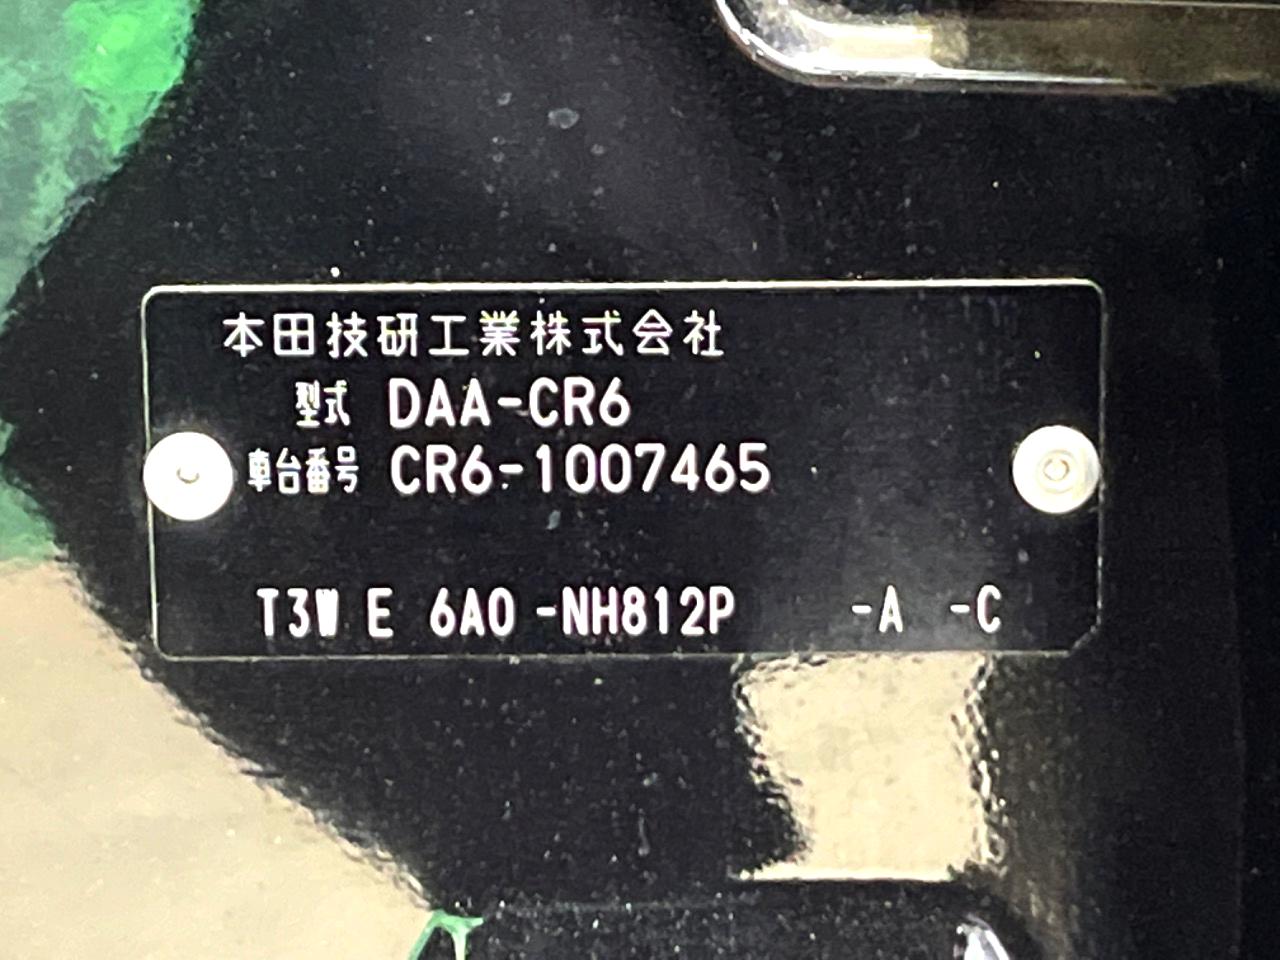 本田技研工業株式会社
型式 DAA-CR6
車台番号 CR6-1007465
T3W E 6A0 -NH812P -A -C